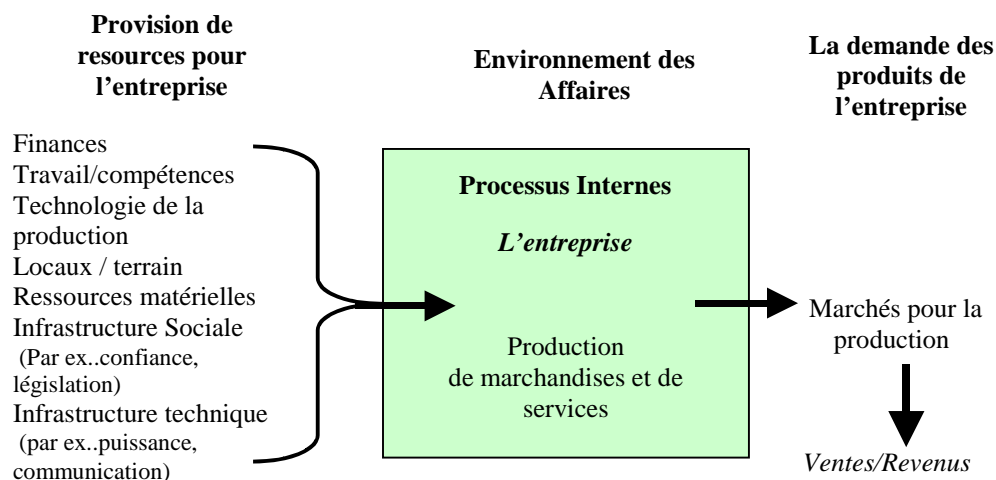 Provision de
resources pour
l'entreprise
Finances
Travail/compétences
Technologie de la
production
Locaux / terrain
Ressources matérielles
Infrastructure Sociale
(Par ex..confiance,
législation)
Infrastructure technique
(par ex..puissance,
communication)
Environnement des
Affaires
Processus Internes
L'entreprise
Production
de marchandises et de
services
La demande des
produits de
l'entreprise
Marchés pour la
production
Ventes/Revenus